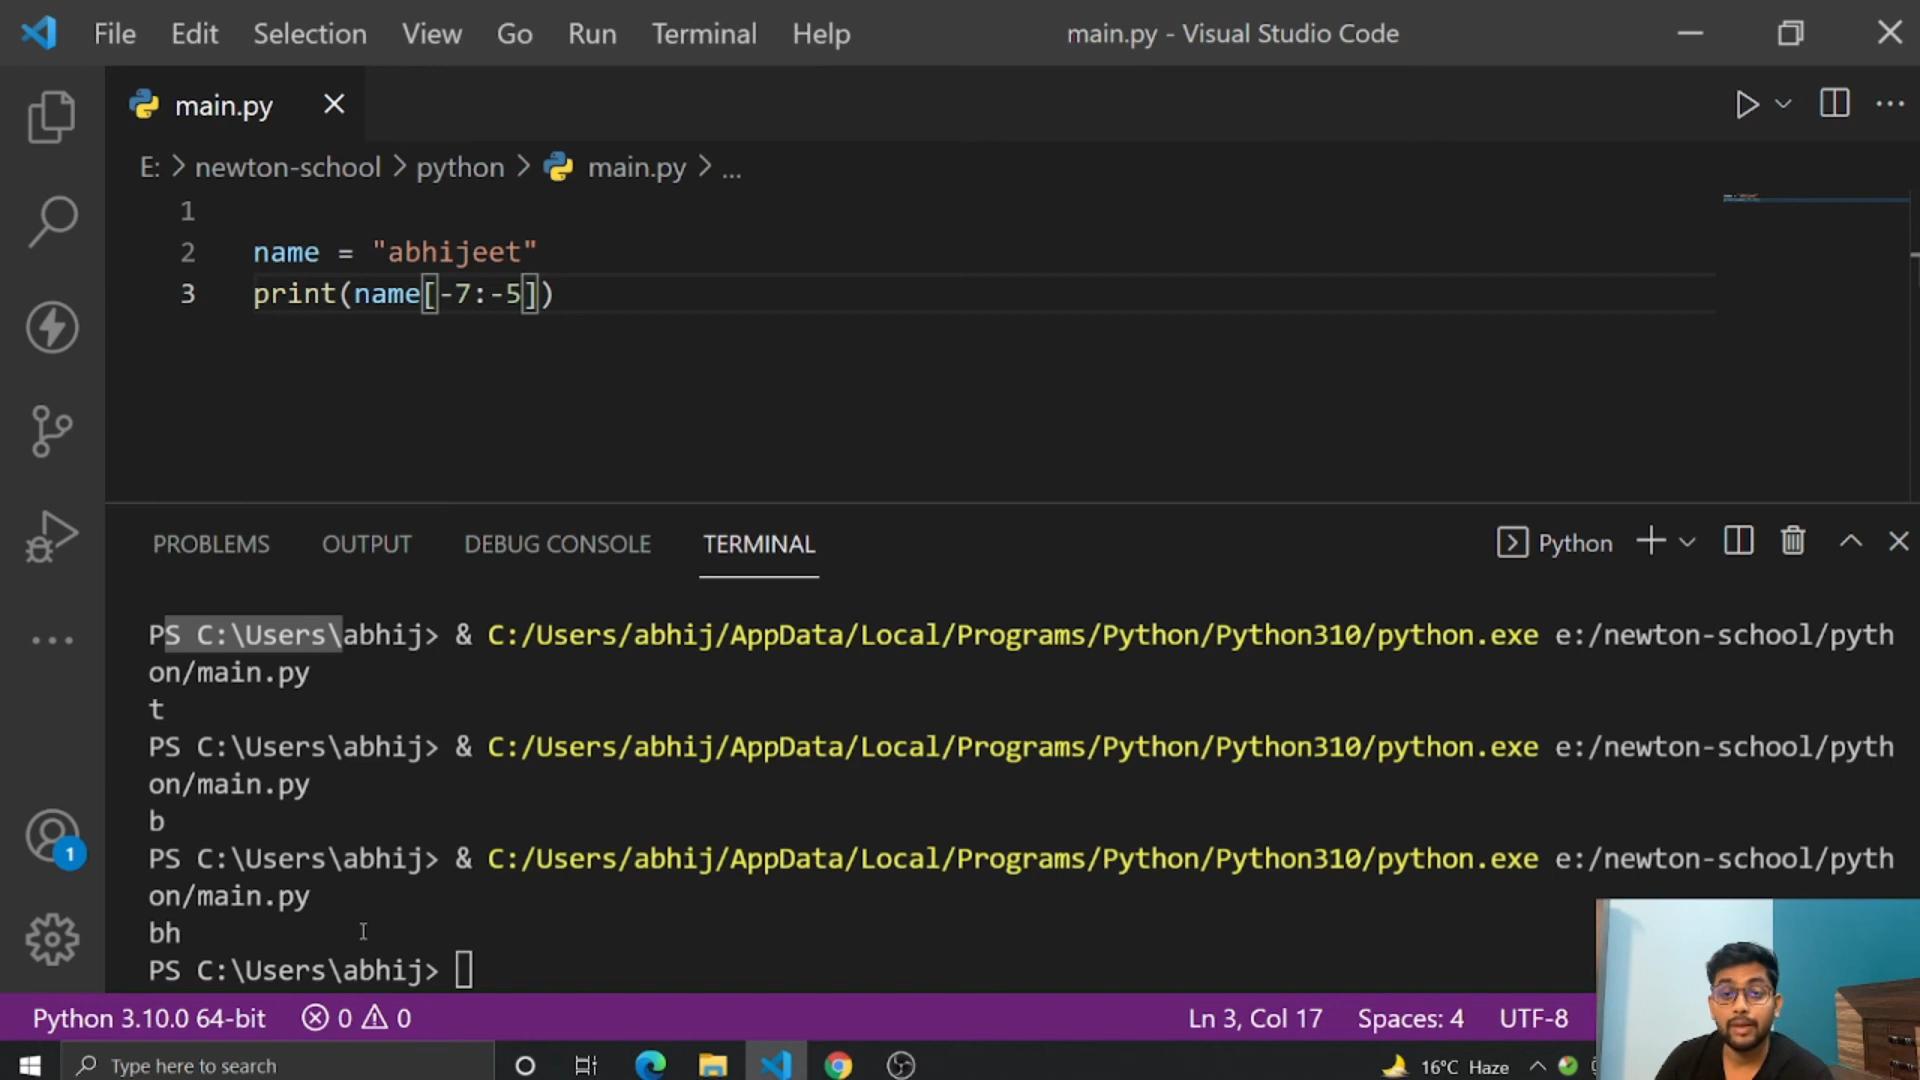 File Edit Selection View Go Run Terminal Help main.py - Visual Studio Code
main.py
E: > newton-school > python > main.py > ...
1
2 name = "abhijeet"
3 print(name[-7:-5])
PROBLEMS OUTPUT DEBUG CONSOLE TERMINAL Python
PS C:\Users\abhij> & C:/Users/abhij/AppData/Local/Programs/Python/Python310/python.exe e:/newton-school/pyth
on/main.py
t
PS C:\Users\abhij> & C:/Users/abhij/AppData/Local/Programs/Python/Python310/python.exe e:/newton-school/pyth
on/main.py
b
PS C:\Users\abhij> & C:/Users/abhij/AppData/Local/Programs/Python/Python310/python.exe e:/newton-school/pyth
on/main.py
bh
PS C:\Users\abhij>
1
Python 3.10.0 64-bit 0 0 Ln 3, Col 17 Spaces: 4 UTF-8
Type here to search 16°C Haze